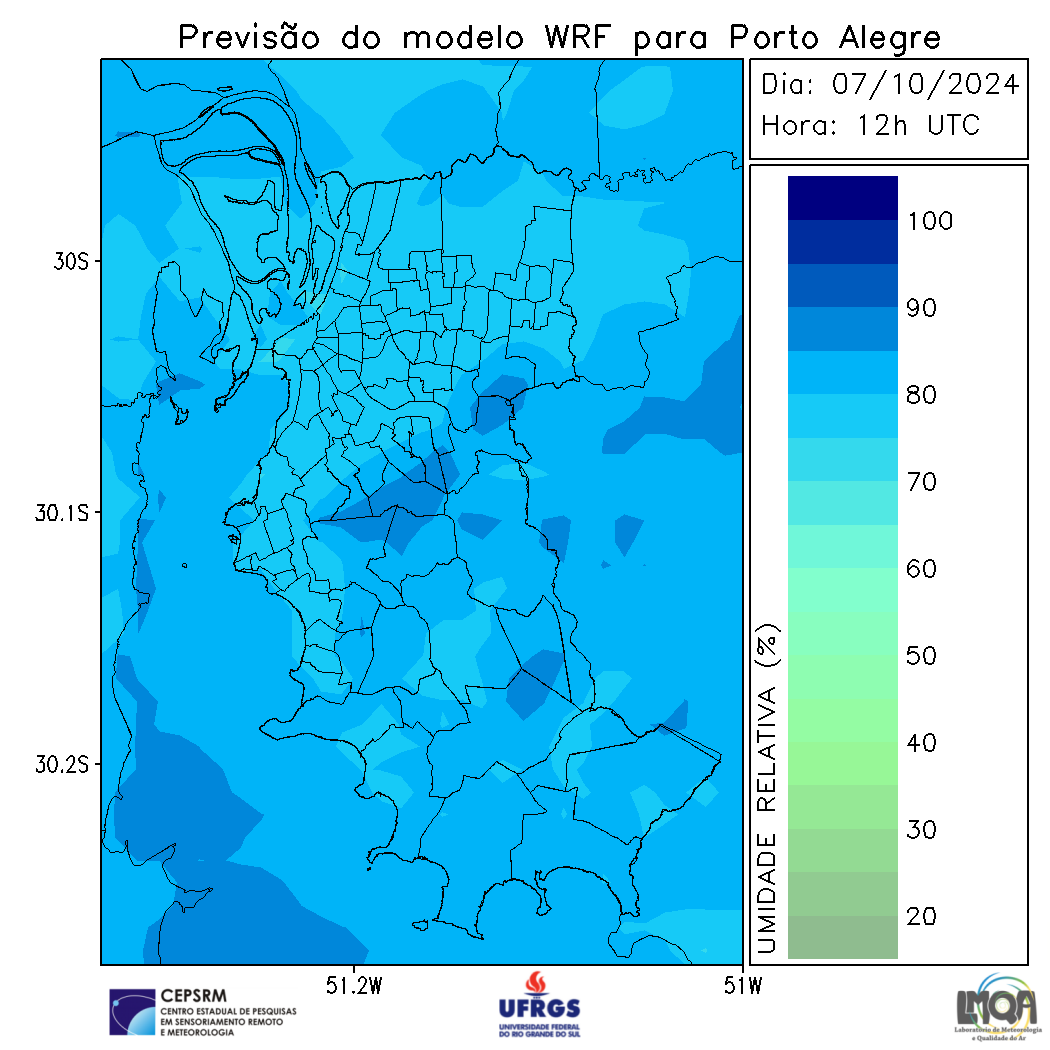 Previsão do modelo WRF para Porto Alegre
Dia: 07/10/2024
Hora: 12h UTC
30S
30.1S
30.2S
51.2W
51W
100
90
80
70
60
50
40
30
20
UMIDADE RELATIVA (%)
CEPSRM
CENTRO ESTADUAL DE PESQUISAS
EM SENSORIAMENTO REMOTO
E METEOROLOGIA
UFRGS
UNIVERSIDADE FEDERAL
DO RIO GRANDE DO SUL
LMQA
Laboratório de Meteorologia
e Qualidade do Ar